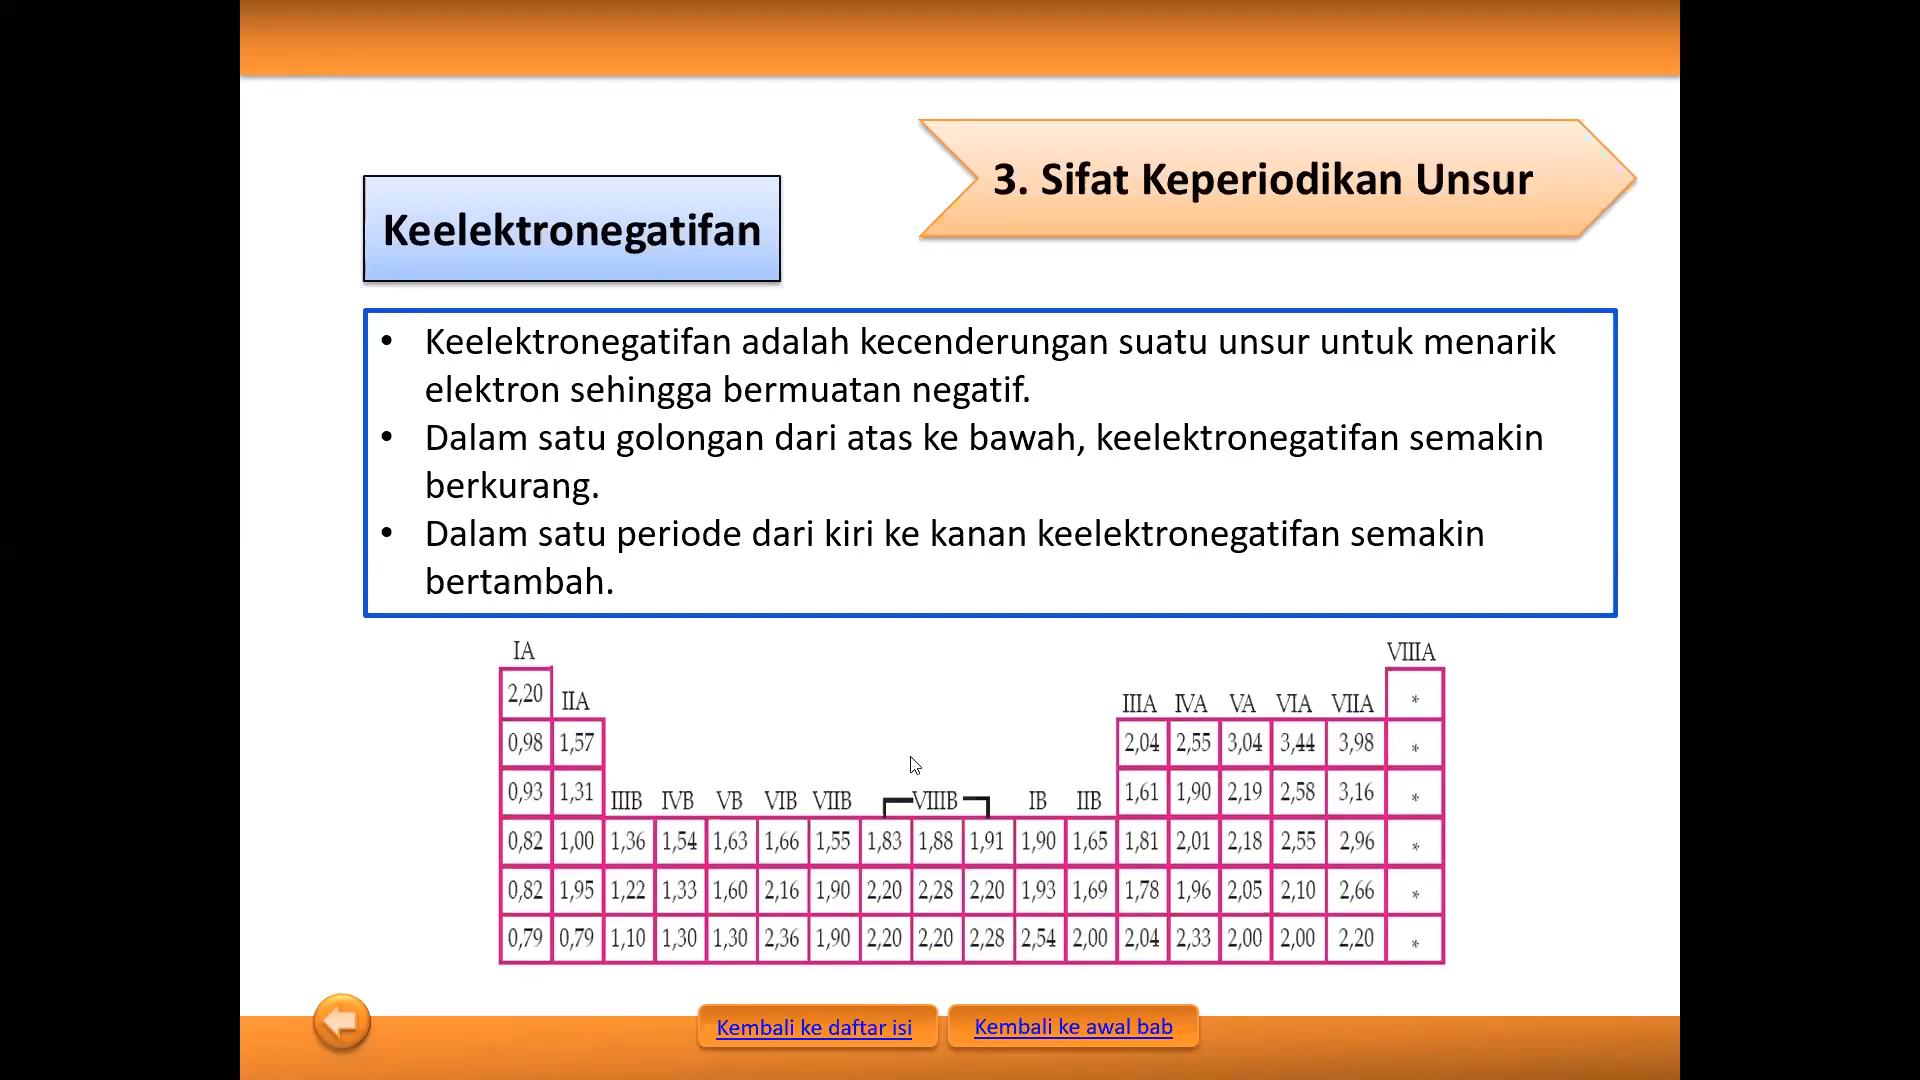 3. Sifat Keperiodikan Unsur
Keelektronegatifan
• Keelektronegatifan adalah kecenderungan suatu unsur untuk menarik
elektron sehingga bermuatan negatif.
• Dalam satu golongan dari atas ke bawah, keelektronegatifan semakin
berkurang.
• Dalam satu periode dari kiri ke kanan keelektronegatifan semakin
bertambah.
IA VIIIA
2,20 IIA IIIA IVA VA VIA VIIA *
0,98 1,57 2,04 2,55 3,04 3,44 3,98 *
0,93 1,31 IIIB IVB VB VIB VIIB VIIIB IB IIB 1,61 1,90 2,19 2,58 3,16 *
0,82 1,00 1,36 1,54 1,63 1,66 1,55 1,83 1,88 1,91 1,90 1,65 1,81 2,01 2,18 2,55 2,96 *
0,82 1,95 1,22 1,33 1,60 2,16 1,90 2,20 2,28 2,20 1,93 1,69 1,78 1,96 2,05 2,10 2,66 *
0,79 0,79 1,10 1,30 1,30 2,36 1,90 2,20 2,20 2,28 2,54 2,00 2,04 2,33 2,00 2,00 2,20 *
Kembali ke daftar isi Kembali ke awal bab